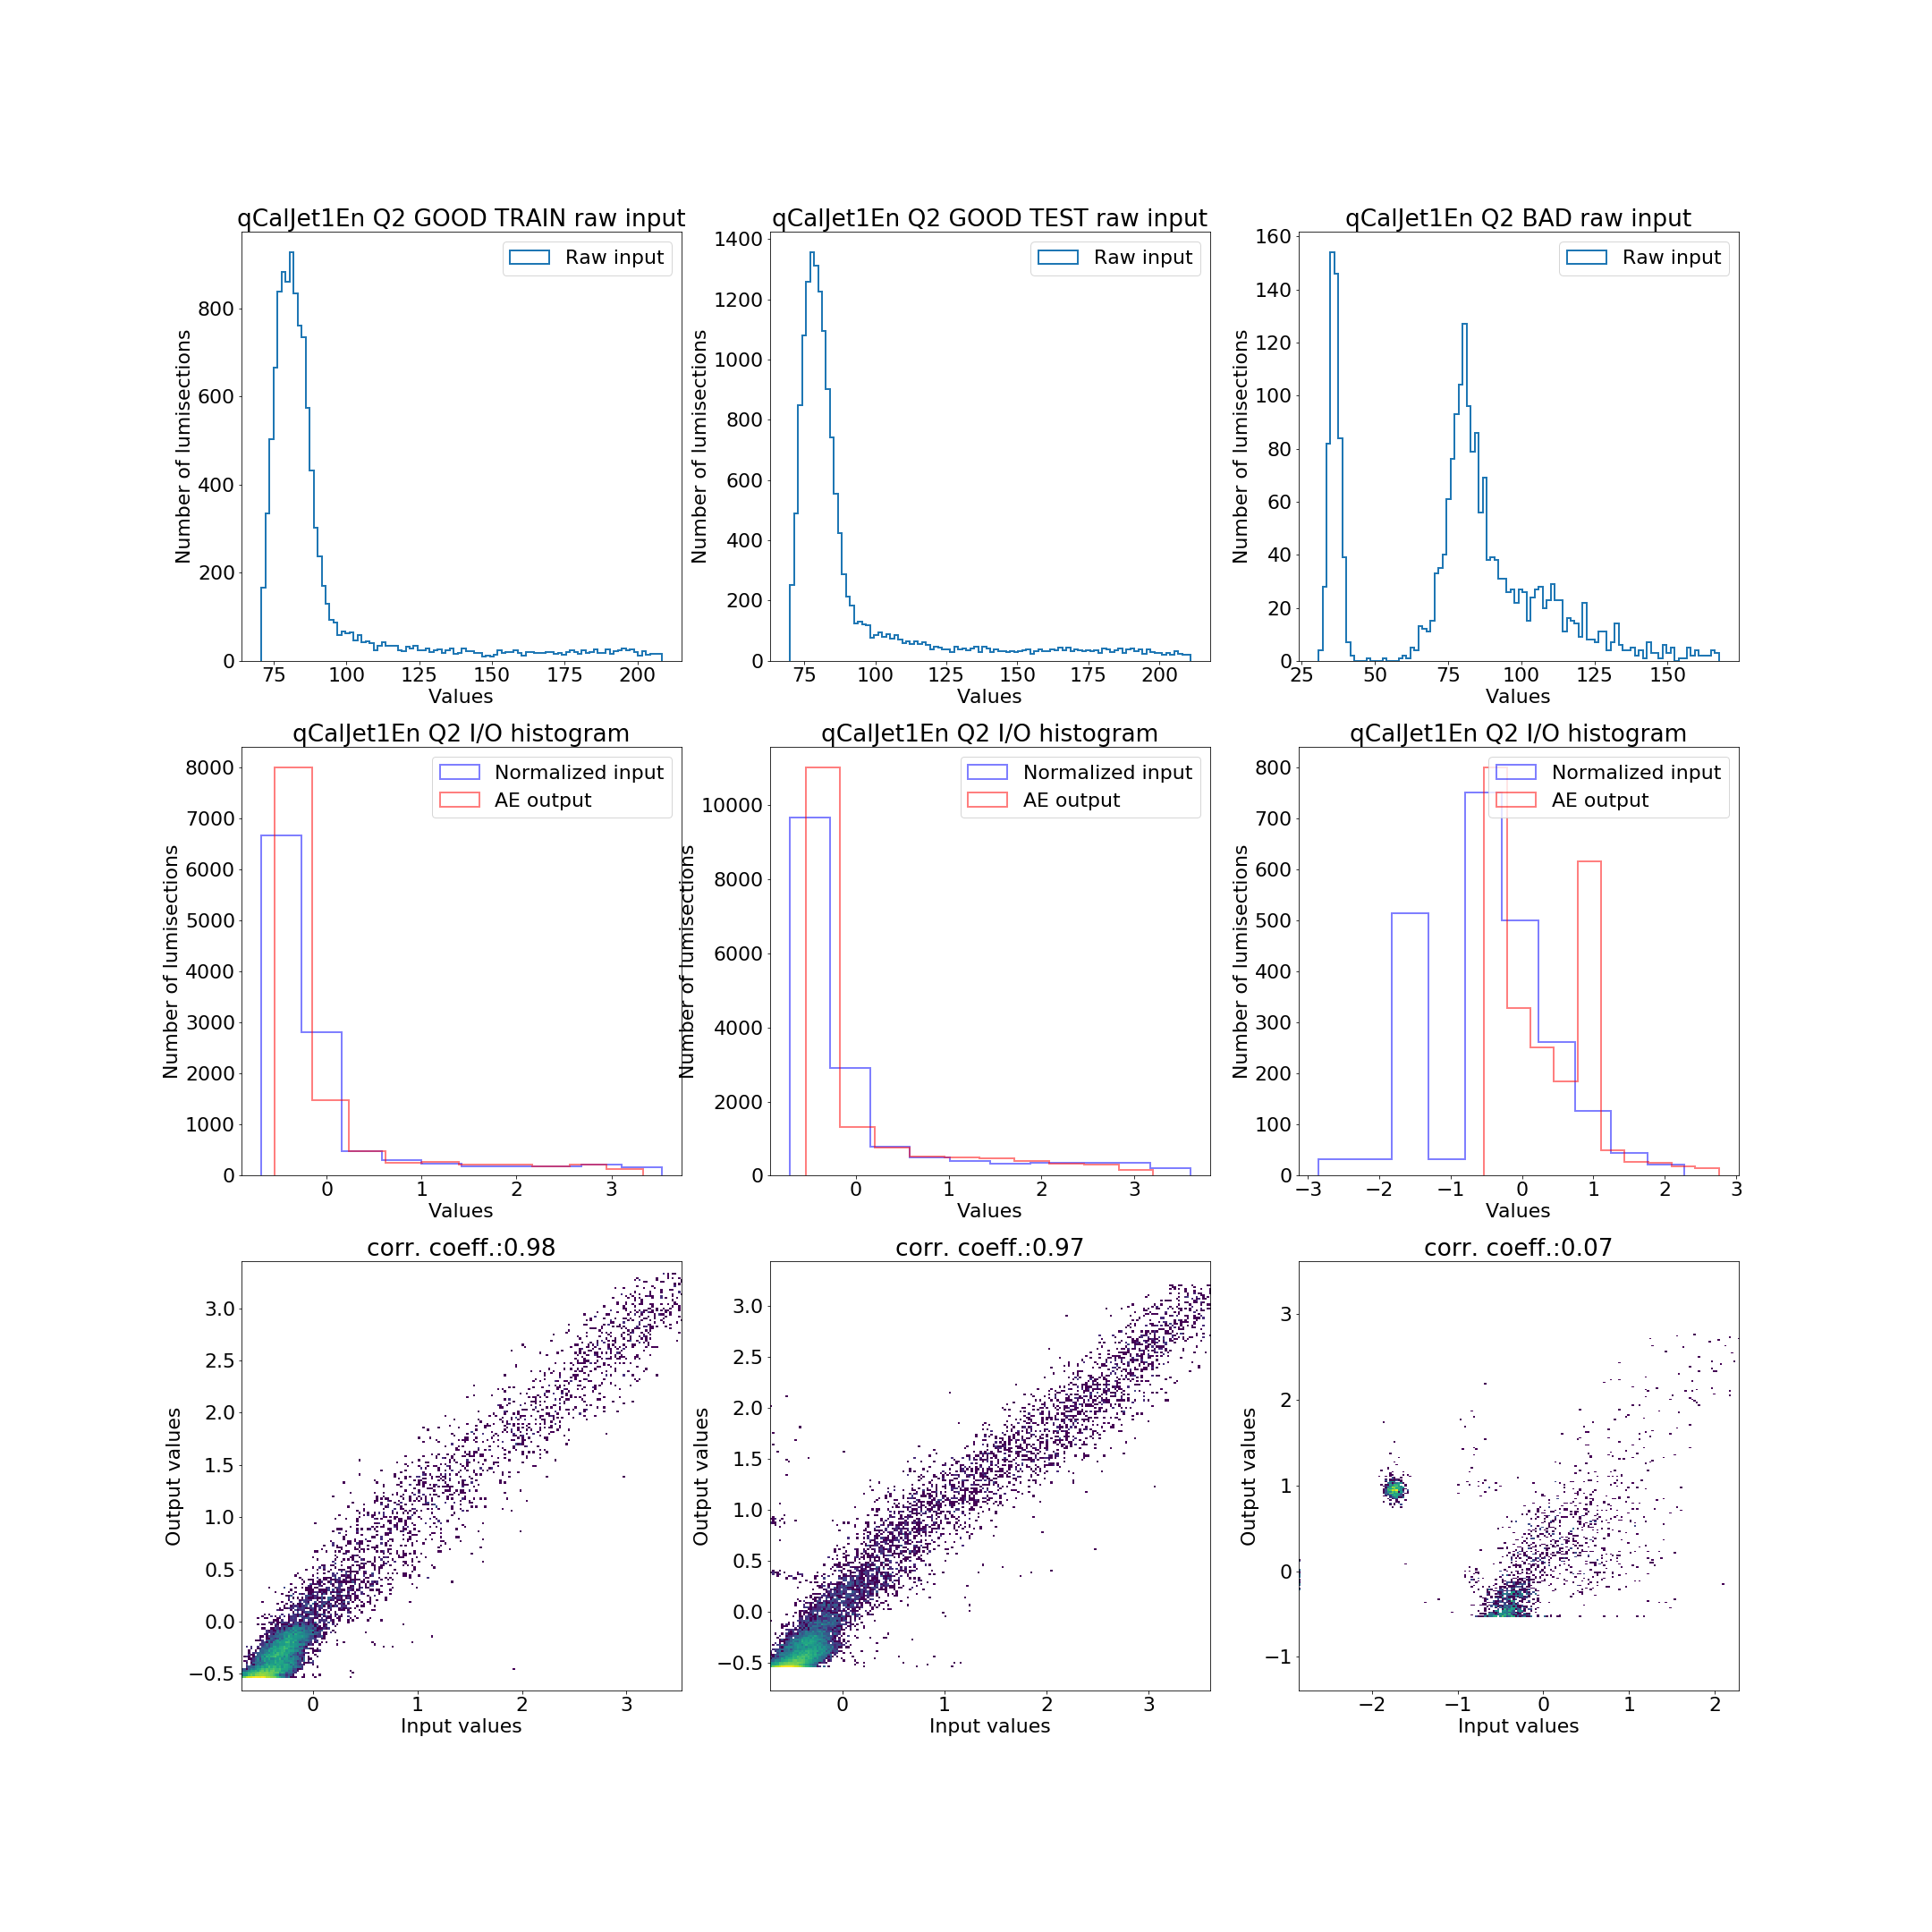 qCalJet1En Q2 GOOD TRAIN raw input
Raw input
Number of lumisections
800
600
400
200
0
75 100 125 150 175 200
Values
qCalJet1En Q2 GOOD TEST raw input
Raw input
Number of lumisections
1400
1200
1000
800
600
400
200
0
75 100 125 150 175 200
Values
qCalJet1En Q2 BAD raw input
Raw input
Number of lumisections
160
140
120
100
80
60
40
20
0
25 50 75 100 125 150
Values
qCalJet1En Q2 I/O histogram
Normalized input
AE output
Number of lumisections
8000
7000
6000
5000
4000
3000
2000
1000
0
0 1 2 3
Values
qCalJet1En Q2 I/O histogram
Normalized input
AE output
Number of lumisections
10000
8000
6000
4000
2000
0
0 1 2 3
Values
qCalJet1En Q2 I/O histogram
Normalized input
AE output
Number of lumisections
800
700
600
500
400
300
200
100
0
−3 −2 −1 0 1 2 3
Values
corr. coeff.:0.98
Output values
3.0
2.5
2.0
1.5
1.0
0.5
0.0
−0.5
0 1 2 3
Input values
corr. coeff.:0.97
Output values
3.0
2.5
2.0
1.5
1.0
0.5
0.0
−0.5
0 1 2 3
Input values
corr. coeff.:0.07
Output values
3
2
1
0
−1
−2 −1 0 1 2
Input values